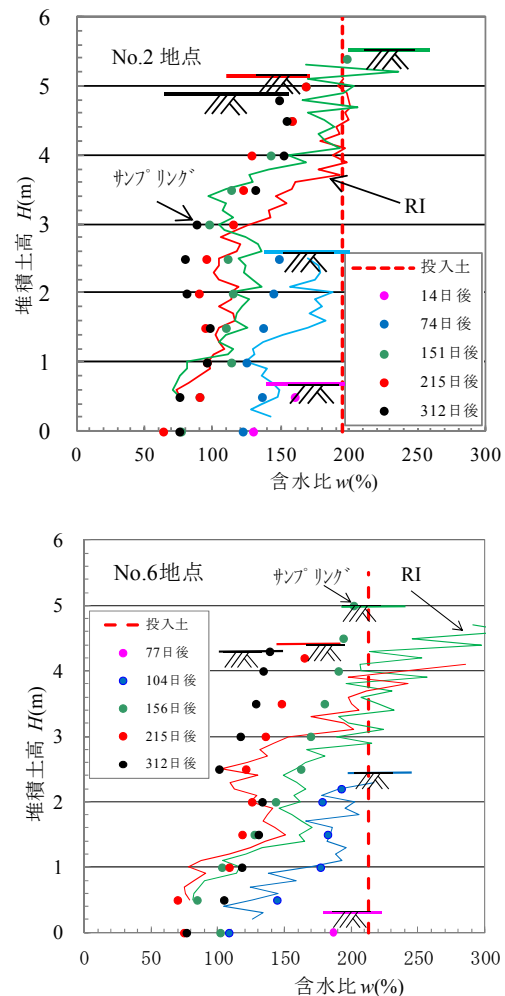 6
No.2 地点
5
4
ｻﾝﾌﾟﾘﾝｸﾞ
RI
堆積土高 H(m)
3
2
1
0
投入土
14日後
74日後
151日後
215日後
312日後
0 50 100 150 200 250 300
含水比 w(%)
6
No.6地点
ｻﾝﾌﾟﾘﾝｸﾞ
RI
5
投入土
77日後
104日後
156日後
215日後
312日後
4
堆積土高 H(m)
3
2
1
0
0 50 100 150 200 250 300
含水比 w(%)